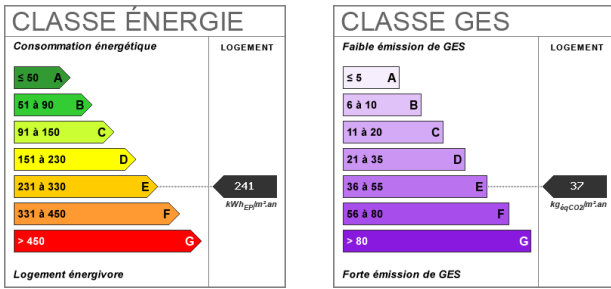 CLASSE ÉNERGIE
Consommation énergétique
LOGEMENT
≤ 50 A
51 à 90 B
91 à 150 C
151 à 230 D
231 à 330 E
241
kWhEP/m².an
331 à 450 F
> 450 G
Logement énergivore
CLASSE GES
Faible émission de GES
LOGEMENT
≤ 5 A
6 à 10 B
11 à 20 C
21 à 35 D
36 à 55 E
37
kgéqCO2/m².an
56 à 80 F
> 80 G
Forte émission de GES